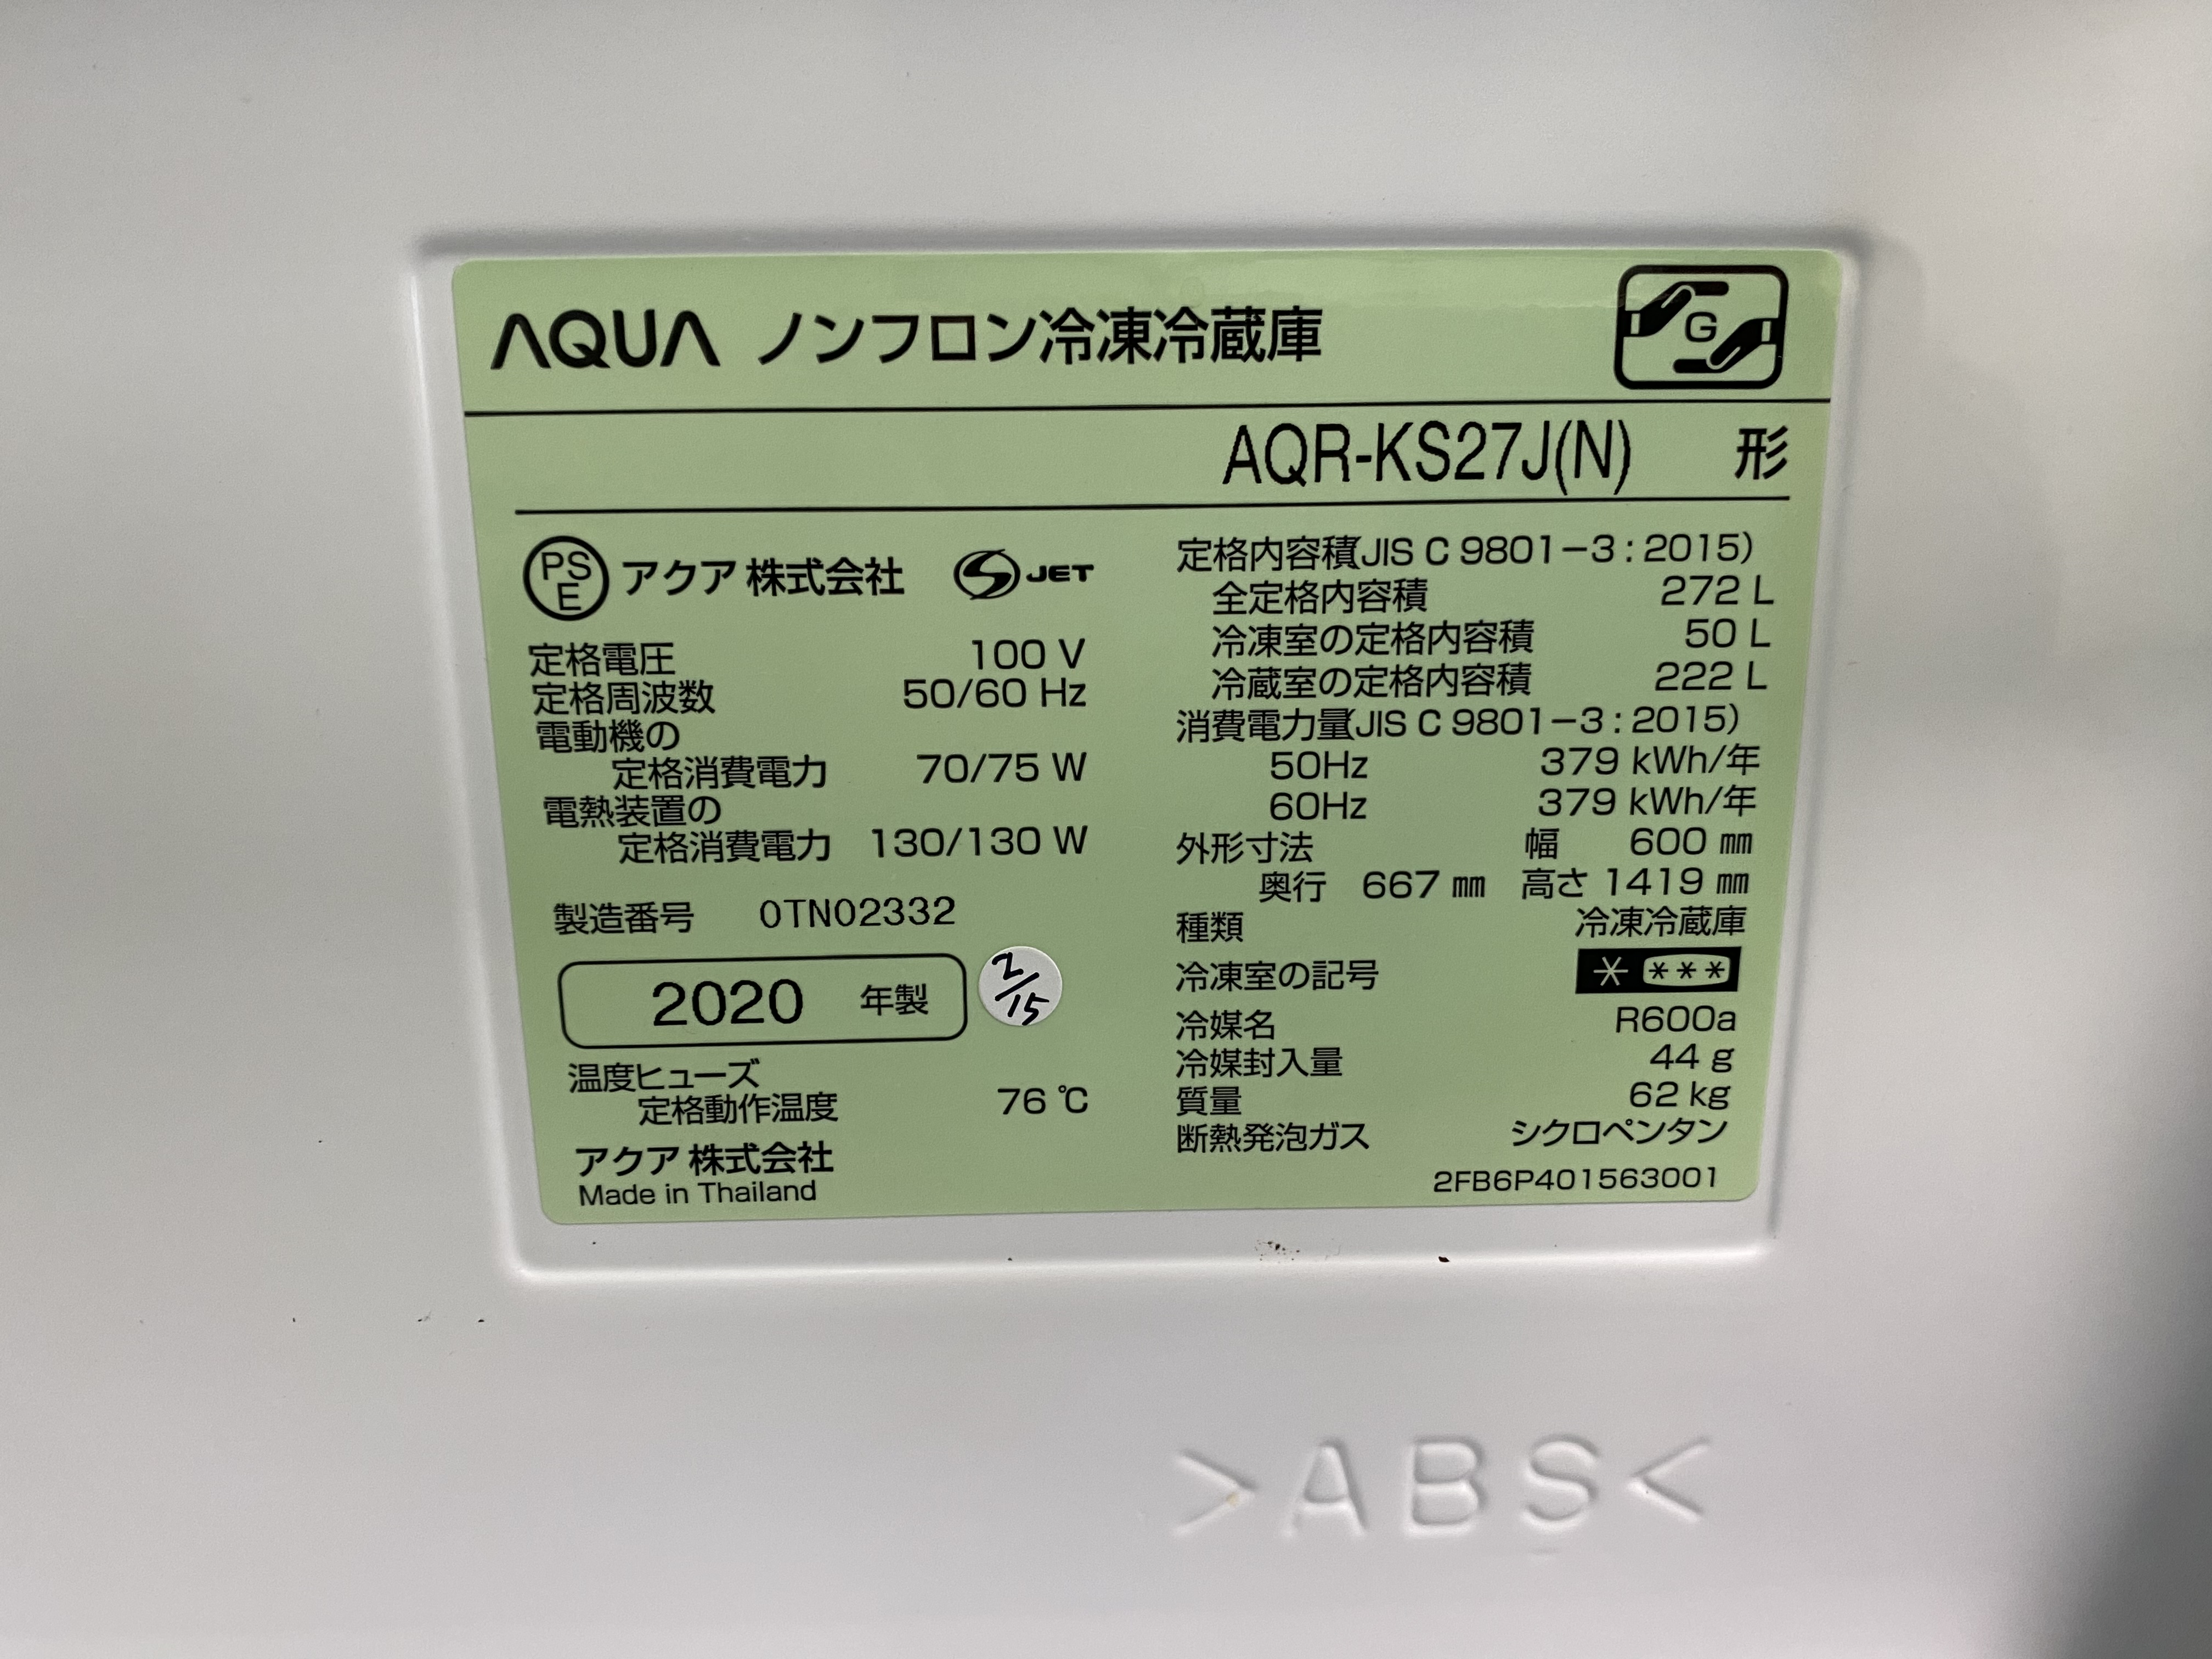 AQUA ノンフロン冷凍冷蔵庫
G
AQR-KS27J(N) 形
PSE アクア 株式会社 S JET
定格電圧 100 V
定格周波数 50/60 Hz
電動機の
定格消費電力 70/75 W
電熱装置の
定格消費電力 130/130 W
製造番号 0TN02332
2020 年製
2/15
温度ヒューズ
定格動作温度 76 ℃
アクア 株式会社
Made in Thailand
定格内容積(JIS C 9801-3:2015)
全定格内容積 272 L
冷凍室の定格内容積 50 L
冷蔵室の定格内容積 222 L
消費電力量(JIS C 9801-3:2015)
50Hz 379 kWh/年
60Hz 379 kWh/年
外形寸法 幅 600 ㎜
奥行 667 ㎜ 高さ 1419 ㎜
種類 冷凍冷蔵庫
冷凍室の記号 * ***
冷媒名 R600a
冷媒封入量 44 g
質量 62 kg
断熱発泡ガス シクロペンタン
2FB6P401563001
>ABS<